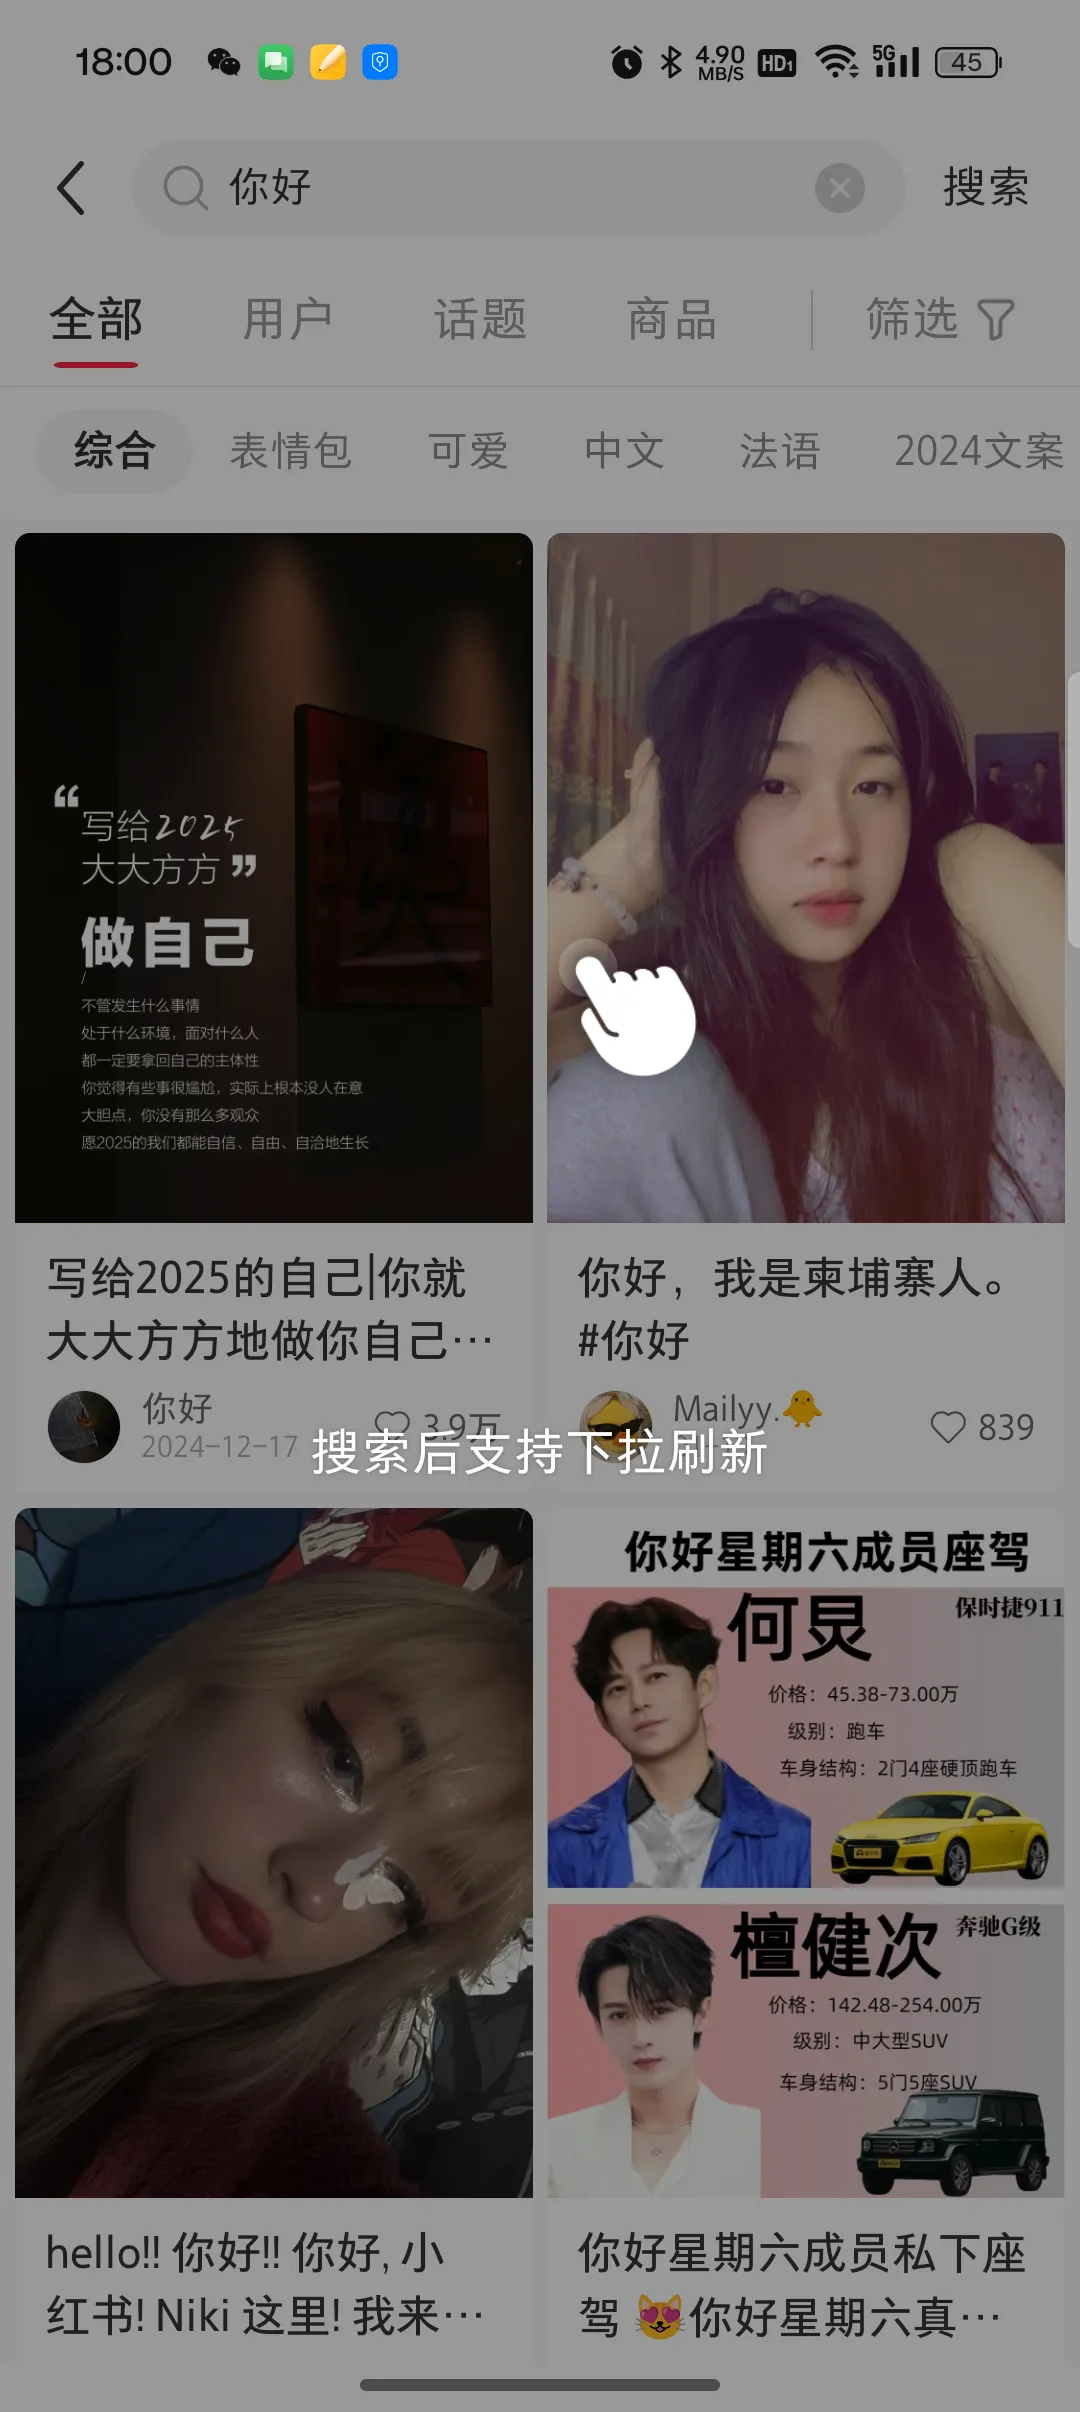 18:00
4.90
MB/S
HD1
5G
45
你好
搜索
全部
用户
话题
商品
筛选
综合
表情包
可爱
中文
法语
2024文案
“写给2025
大大方方”
做自己
/
不管发生什么事情
处于什么环境，面对什么人
都一定要拿回自己的主体性
你觉得有些事很尴尬，实际上根本没人在意
大胆点，你没有那么多观众
愿2025的我们都能自信、自由、自洽地生长
写给2025的自己|你就
大大方方地做你自己…
你好
2024-12-17
3.9万
你好，我是柬埔寨人。
#你好
Mailyy.🐥
839
搜索后支持下拉刷新
hello!! 你好!! 你好, 小
红书! Niki 这里! 我来…
你好星期六成员座驾
何炅
保时捷911
价格：45.38-73.00万
级别：跑车
车身结构：2门4座硬顶跑车
檀健次
奔驰G级
价格：142.48-254.00万
级别：中大型SUV
车身结构：5门5座SUV
你好星期六成员私下座
驾 😻你好星期六真…